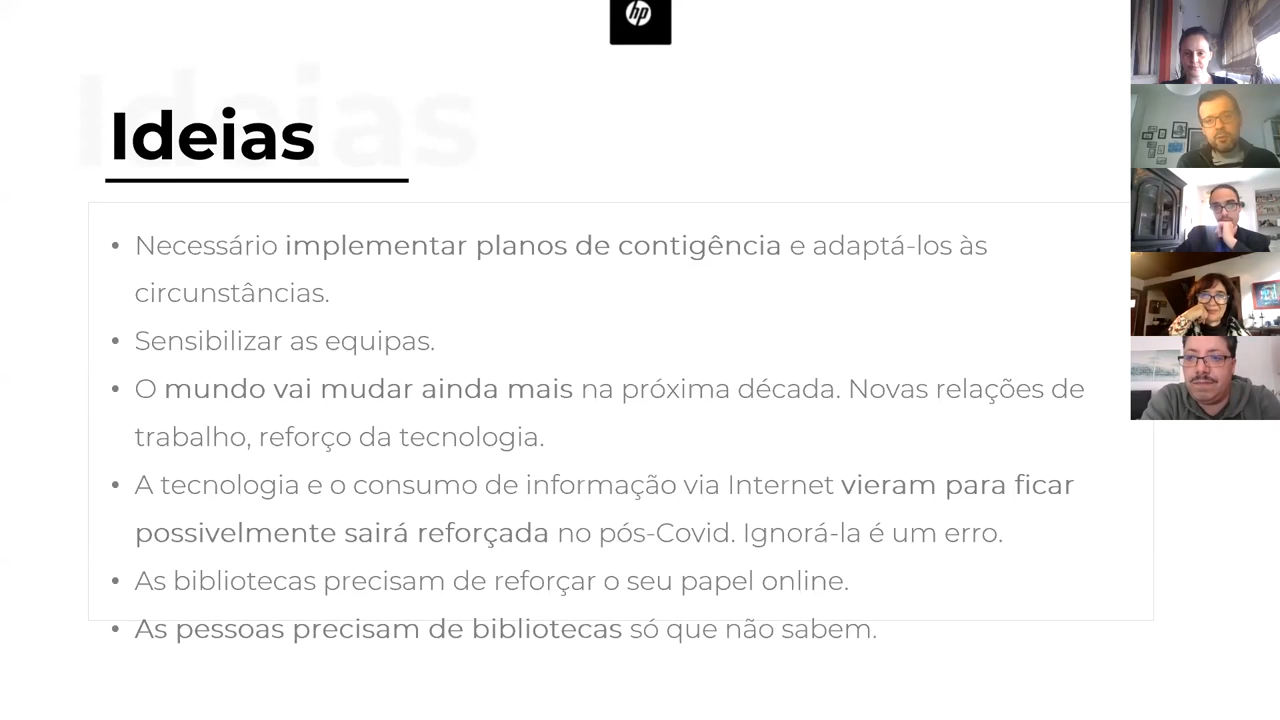 hp
Ideias
Ideias
• Necessário implementar planos de contigência e adaptá-los às
circunstâncias.
• Sensibilizar as equipas.
• O mundo vai mudar ainda mais na próxima década. Novas relações de
trabalho, reforço da tecnologia.
• A tecnologia e o consumo de informação via Internet vieram para ficar
possivelmente sairá reforçada no pós-Covid. Ignorá-la é um erro.
• As bibliotecas precisam de reforçar o seu papel online.
• As pessoas precisam de bibliotecas só que não sabem.